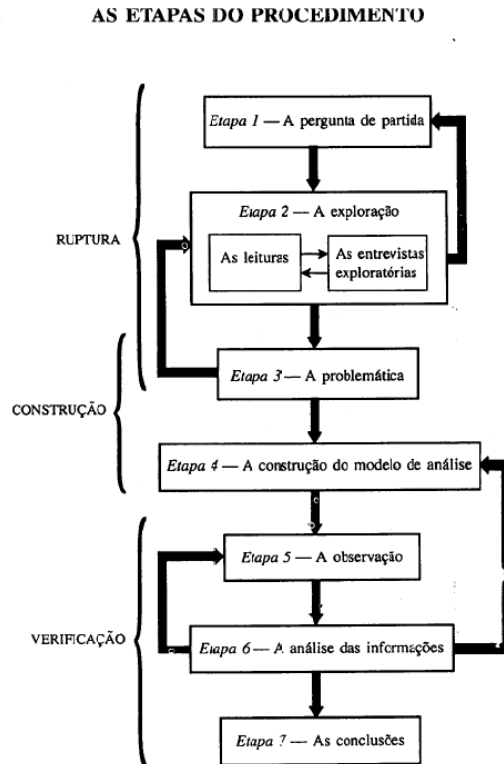 AS ETAPAS DO PROCEDIMENTO
Etapa 1 — A pergunta de partida
Etapa 2 — A exploração
As leituras
As entrevistas
exploratórias
RUPTURA
Etapa 3 — A problemática
CONSTRUÇÃO
Etapa 4 — A construção do modelo de análise
Etapa 5 — A observação
VERIFICAÇÃO
Etapa 6 — A análise das informações
Etapa 7 — As conclusões